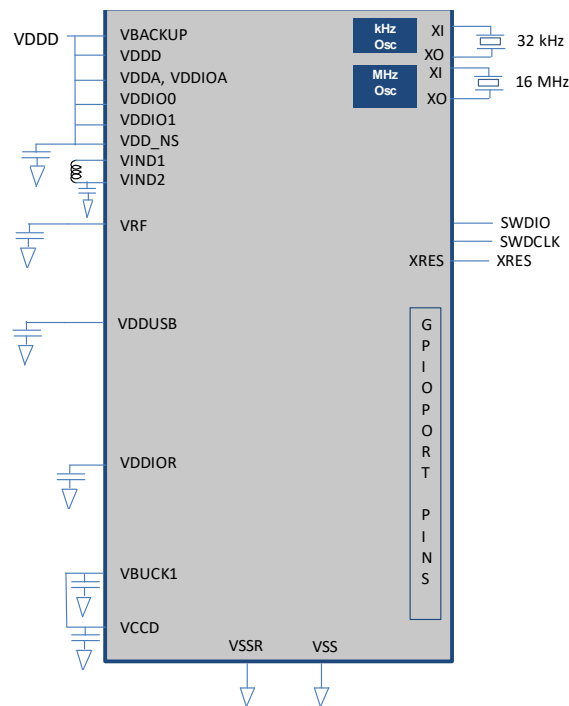 VDDD
VBACKUP
VDDD
VDDA, VDDIOA
VDDIO0
VDDIO1
VDD_NS
VIND1
VIND2
VRF
VDDUSB
VDDIOR
VBUCK1
VCCD
kHz
Osc
XI
XO
32 kHz
MHz
Osc
XI
XO
16 MHz
SWDIO
SWDCLK
XRES XRES
G
P
I
O
P
O
R
T
P
I
N
S
VSSR VSS